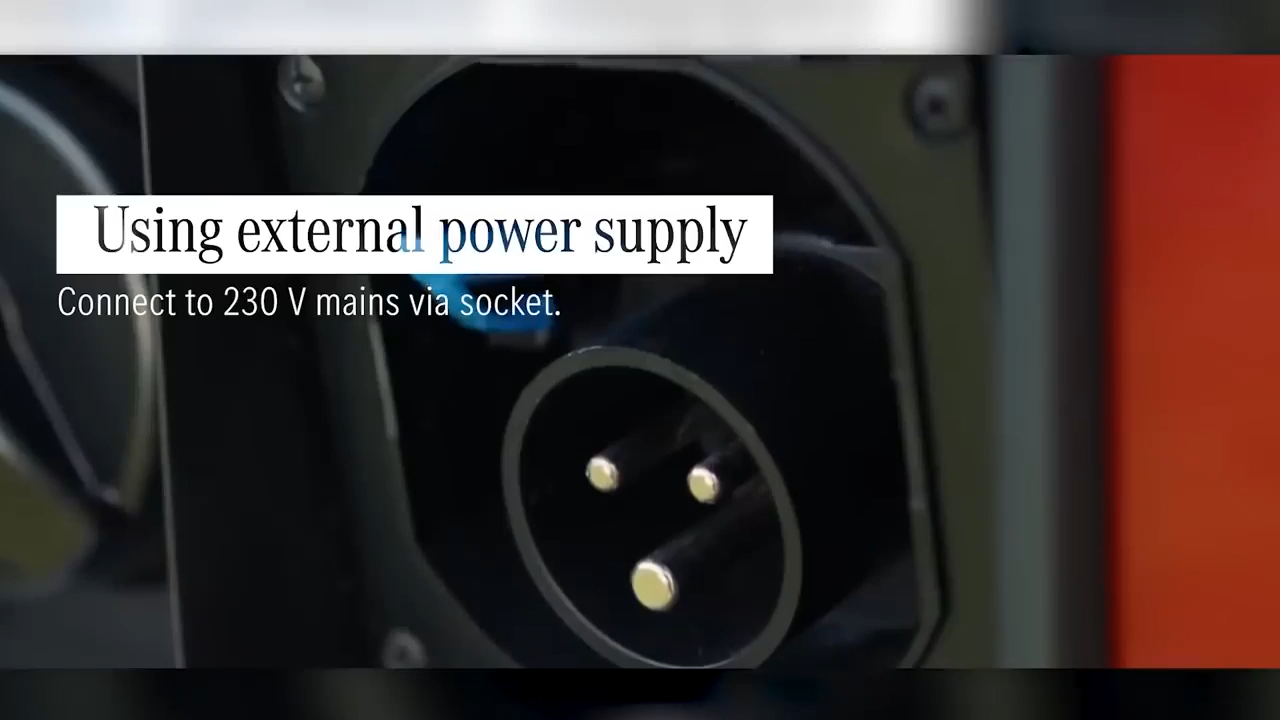 Using external power supply
Connect to 230 V mains via socket.